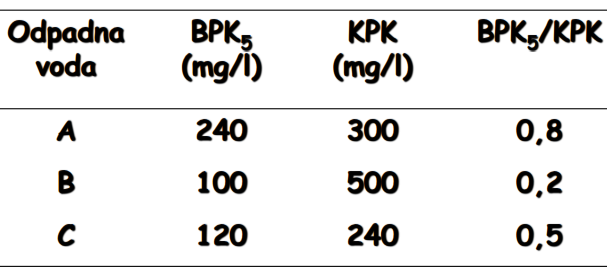 Odpadna voda BPK₅ (mg/l) KPK (mg/l) BPK₅/KPK
A 240 300 0,8
B 100 500 0,2
C 120 240 0,5